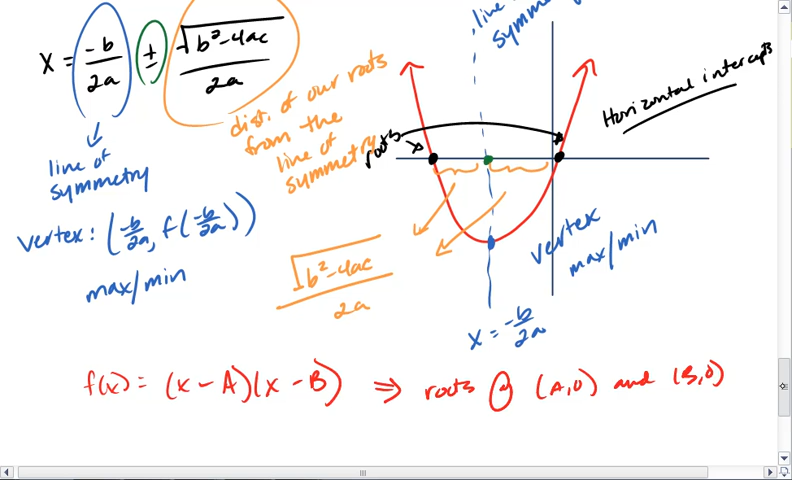 x = -b/2a ± √b²-4ac/2a
line of symmetry
dist. of our roots
from the
line of
symmetry
line of
symmetry
vertex: (-b/2a, f(-b/2a))
max/min
roots
Horizontal intercepts
√b²-4ac/2a
vertex
max/min
x = -b/2a
f(x) = (x - A)(x - B) ⇒ roots @ (A,0) and (B,0)